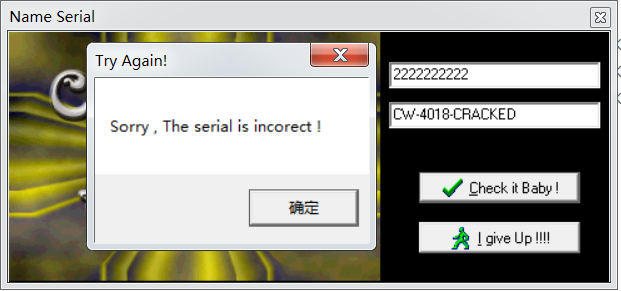 Name Serial
Try Again!
Sorry , The serial is incorect !
确定
2222222222
CW-4018-CRACKED
Check it Baby !
I give Up !!!!